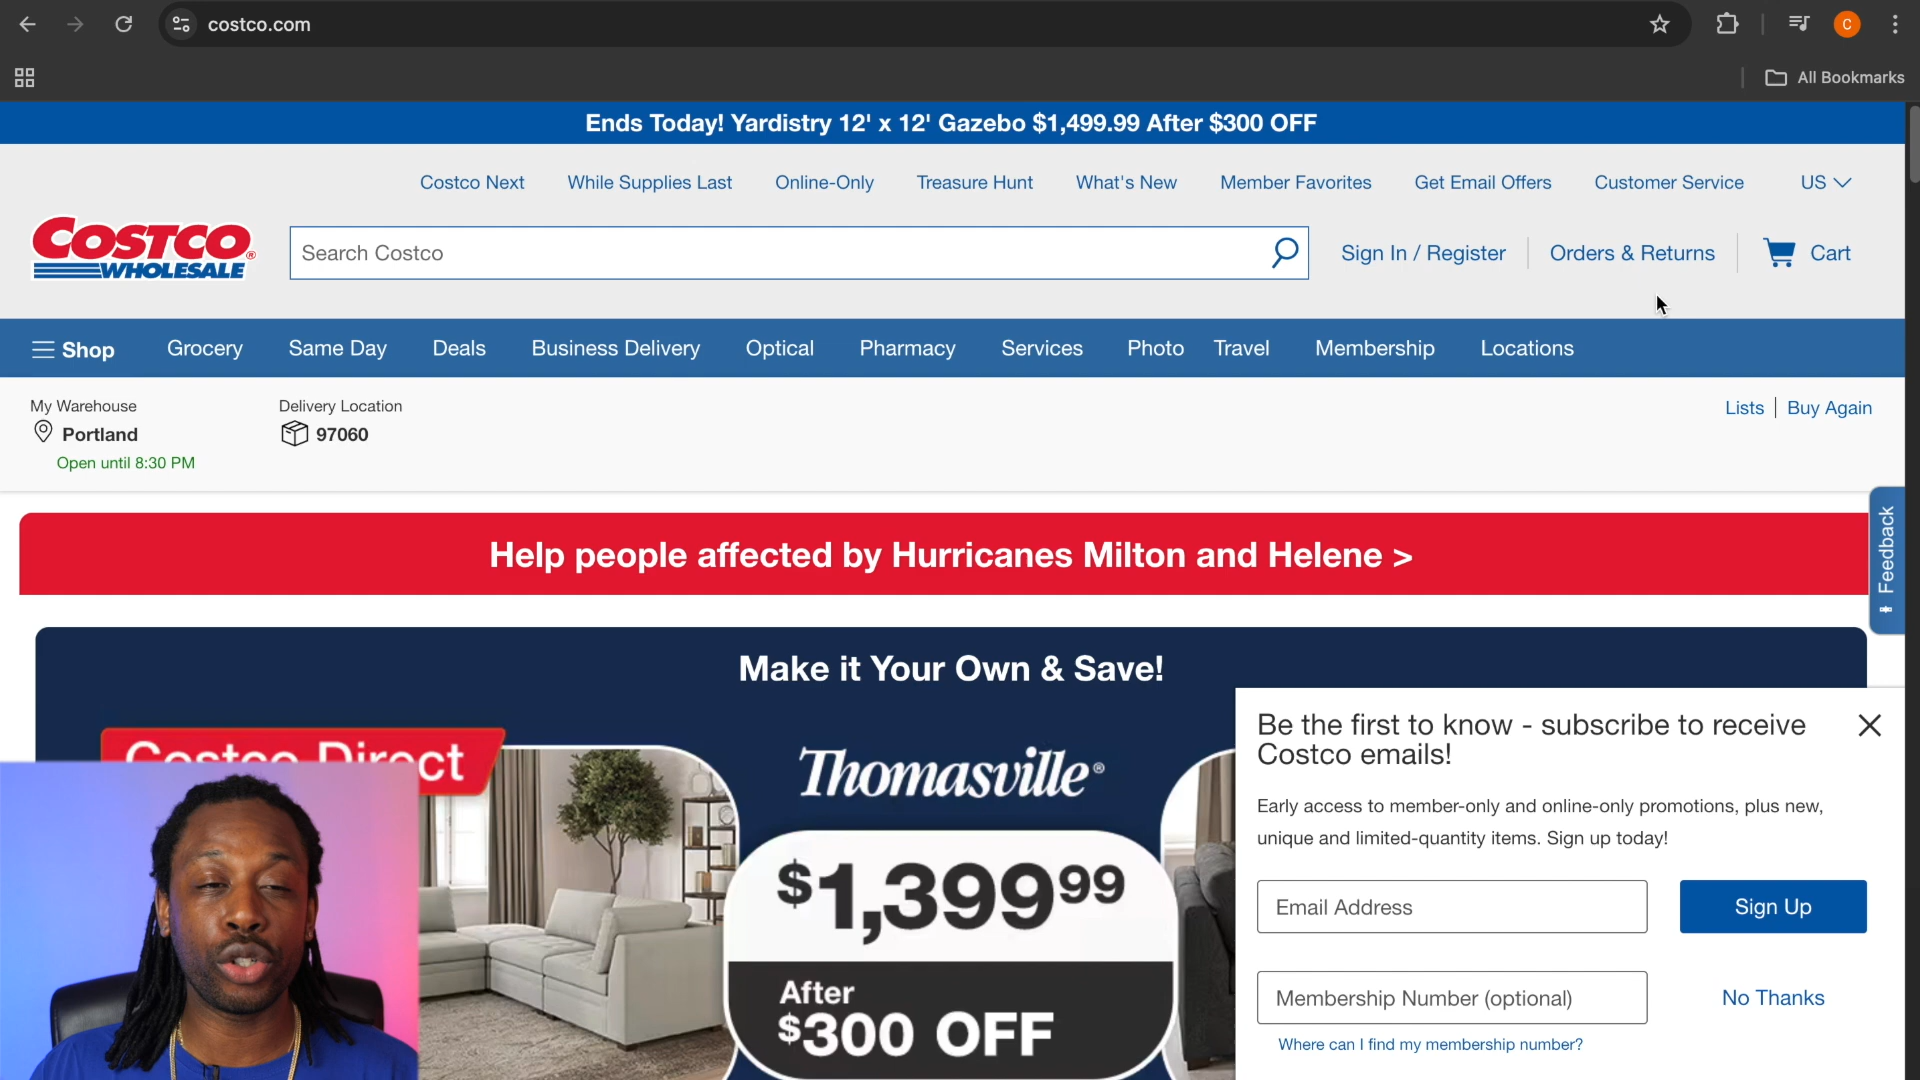 costco.com
C
All Bookmarks
Ends Today! Yardistry 12' x 12' Gazebo $1,499.99 After $300 OFF
Costco Next While Supplies Last Online-Only Treasure Hunt What's New Member Favorites Get Email Offers Customer Service US
COSTCO WHOLESALE
Search Costco
Sign In / Register Orders & Returns Cart
Shop Grocery Same Day Deals Business Delivery Optical Pharmacy Services Photo Travel Membership Locations
My Warehouse
Portland
Open until 8:30 PM
Delivery Location
97060
Lists | Buy Again
Feedback
Help people affected by Hurricanes Milton and Helene >
Make it Your Own & Save!
Costco Direct
Thomasville®
$1,399.99
After
$300 OFF
Be the first to know - subscribe to receive
Costco emails!
Early access to member-only and online-only promotions, plus new,
unique and limited-quantity items. Sign up today!
Email Address
Sign Up
Membership Number (optional)
No Thanks
Where can I find my membership number?